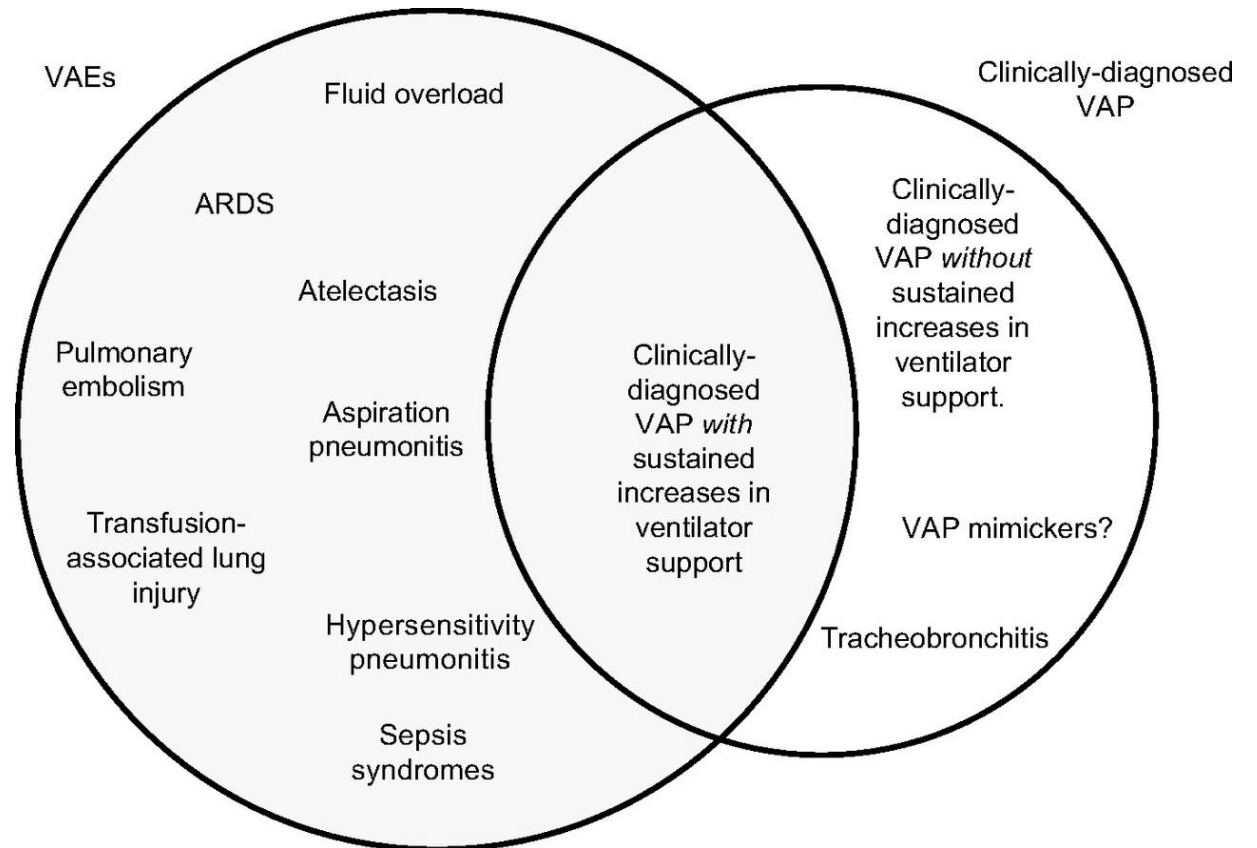 VAEs
Fluid overload
ARDS
Atelectasis
Pulmonary
embolism
Aspiration
pneumonitis
Transfusion-
associated lung
injury
Hypersensitivity
pneumonitis
Sepsis
syndromes
Clinically-
diagnosed
VAP with
sustained
increases in
ventilator
support
Clinically-diagnosed
VAP
Clinically-
diagnosed
VAP without
sustained
increases in
ventilator
support.
VAP mimickers?
Tracheobronchitis